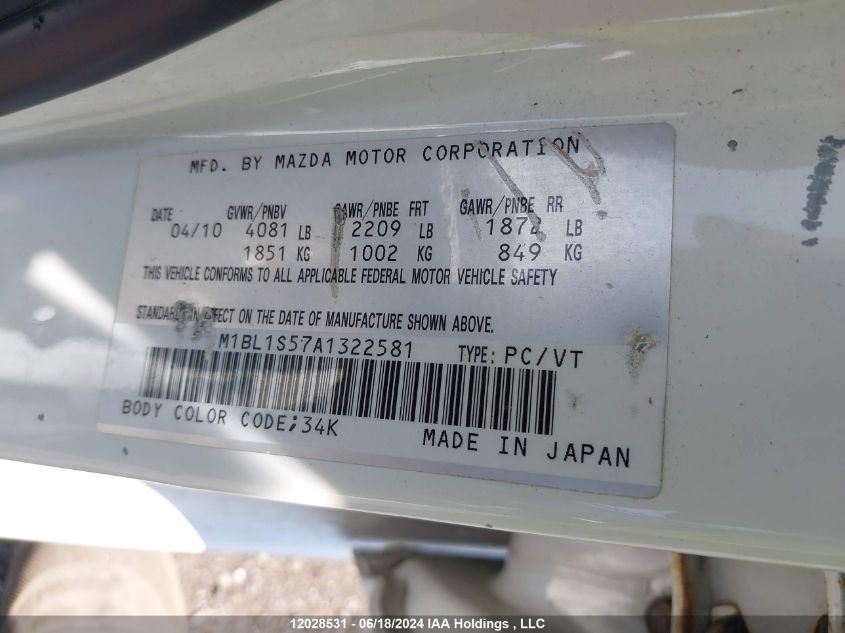 MFD. BY MAZDA MOTOR CORPORATION
DATE GVWR/PNBV GAWR/PNBE FRT GAWR/PNBE RR
04/10 4081 LB 2209 LB 1872 LB
1851 KG 1002 KG 849 KG
THIS VEHICLE CONFORMS TO ALL APPLICABLE FEDERAL MOTOR VEHICLE SAFETY
STANDARDS IN EFFECT ON THE DATE OF MANUFACTURE SHOWN ABOVE.
M1BL1S57A1322581 TYPE: PC/VT
BODY COLOR CODE;34K
MADE IN JAPAN
12028531 - 06/18/2024 IAA Holdings , LLC